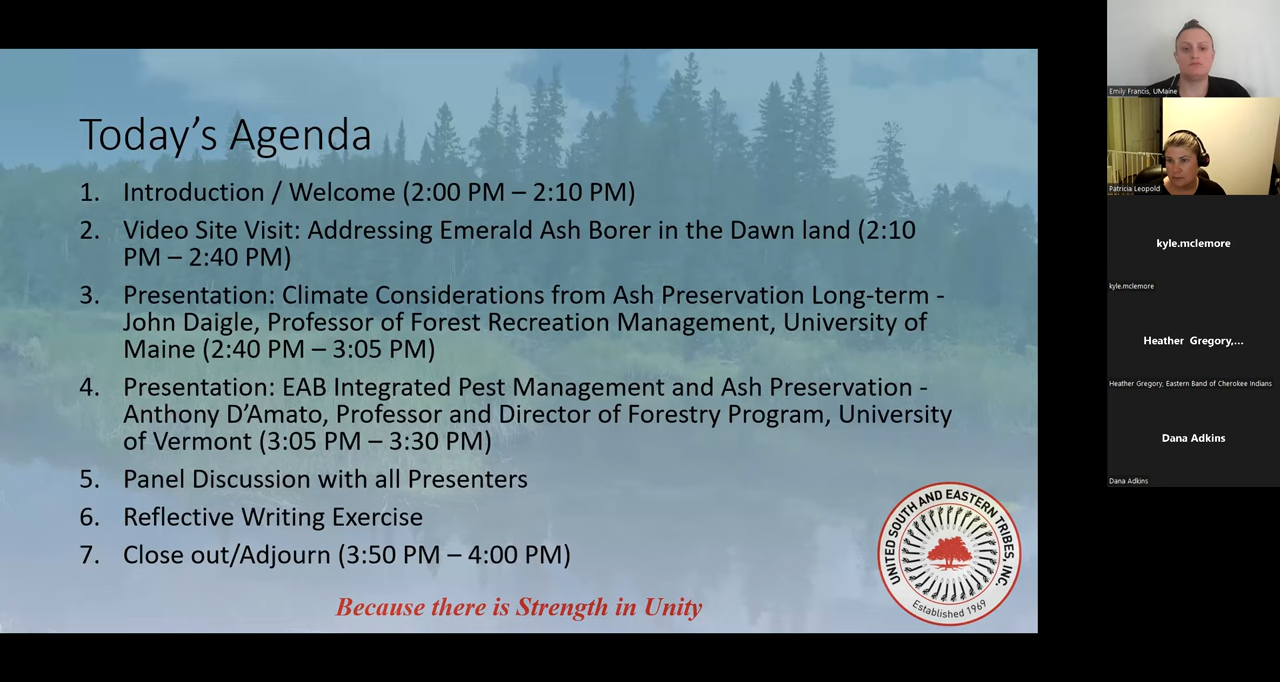 Today's Agenda
1. Introduction / Welcome (2:00 PM – 2:10 PM)
2. Video Site Visit: Addressing Emerald Ash Borer in the Dawn land (2:10
PM – 2:40 PM)
3. Presentation: Climate Considerations from Ash Preservation Long-term -
John Daigle, Professor of Forest Recreation Management, University of
Maine (2:40 PM – 3:05 PM)
4. Presentation: EAB Integrated Pest Management and Ash Preservation -
Anthony D'Amato, Professor and Director of Forestry Program, University
of Vermont (3:05 PM – 3:30 PM)
5. Panel Discussion with all Presenters
6. Reflective Writing Exercise
7. Close out/Adjourn (3:50 PM – 4:00 PM)
Because there is Strength in Unity
UNITED SOUTH AND EASTERN TRIBES, INC.
Established 1969
Emily Francis, UMaine
Patricia Leopold
kyle.mclemore
kyle.mclemore
Heather Gregory,...
Heather Gregory, Eastern Band of Cherokee Indians
Dana Adkins
Dana Adkins